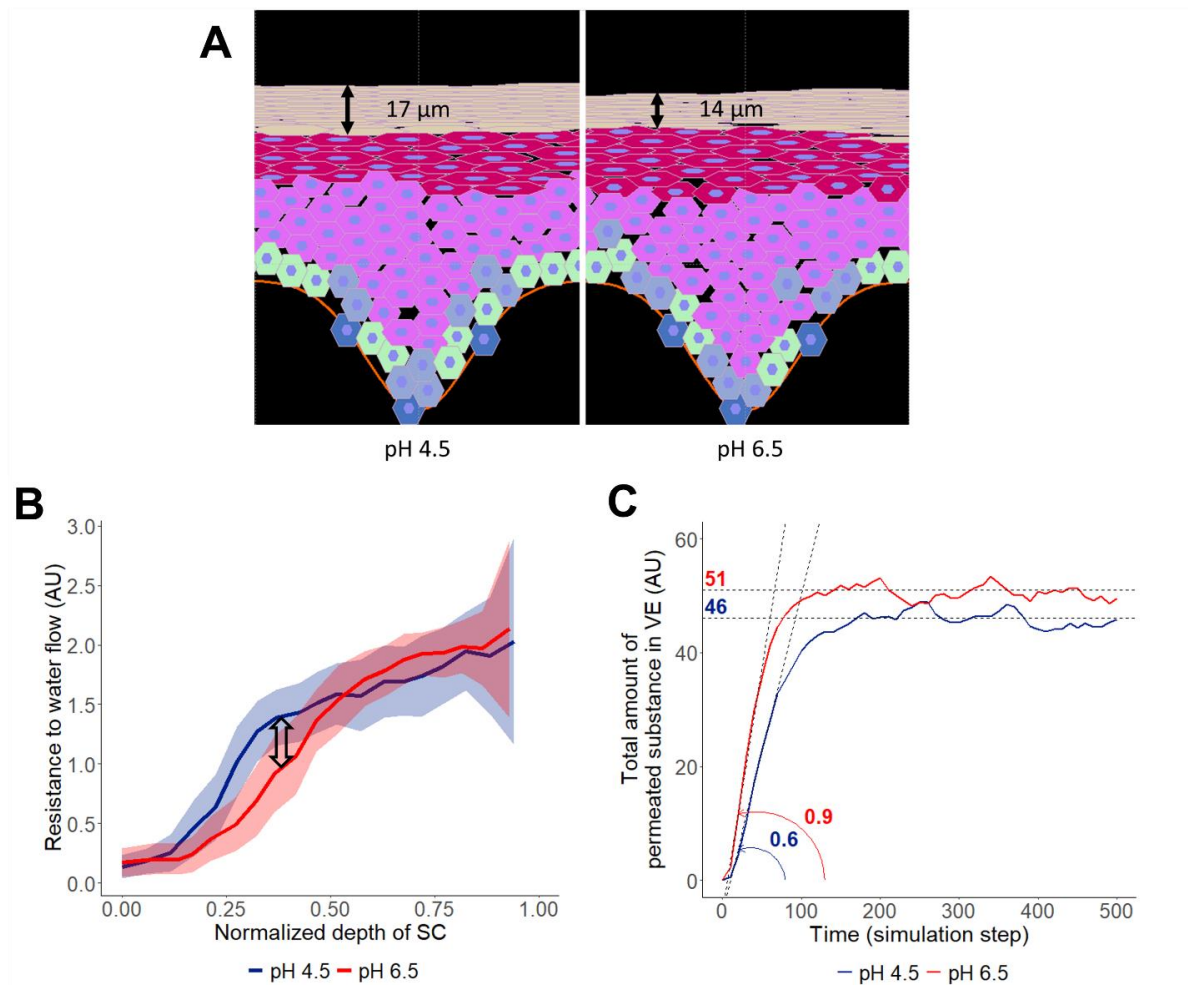 A
17 µm
14 µm
pH 4.5
pH 6.5
B
Resistance to water flow (AU)
3.0
2.5
2.0
1.5
1.0
0.5
0.0
0.00
0.25
0.50
0.75
1.00
Normalized depth of SC
pH 4.5
pH 6.5
C
Total amount of
permeated substance in VE (AU)
60
40
20
0
51
46
0.9
0.6
0
100
200
300
400
500
Time (simulation step)
pH 4.5
pH 6.5